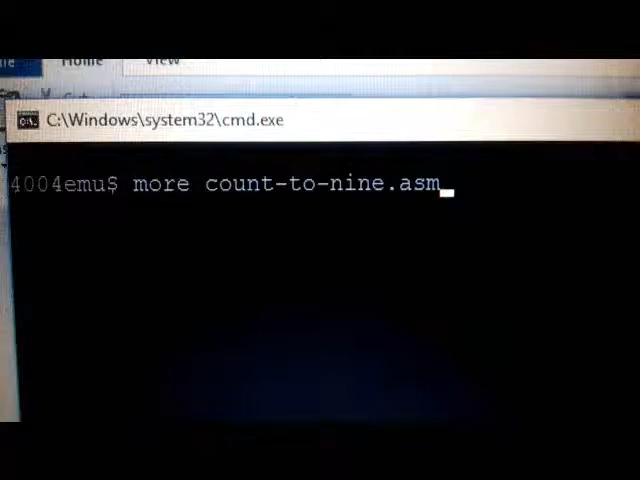 Home View
C:\Windows\system32\cmd.exe
4004emu$ more count-to-nine.asm